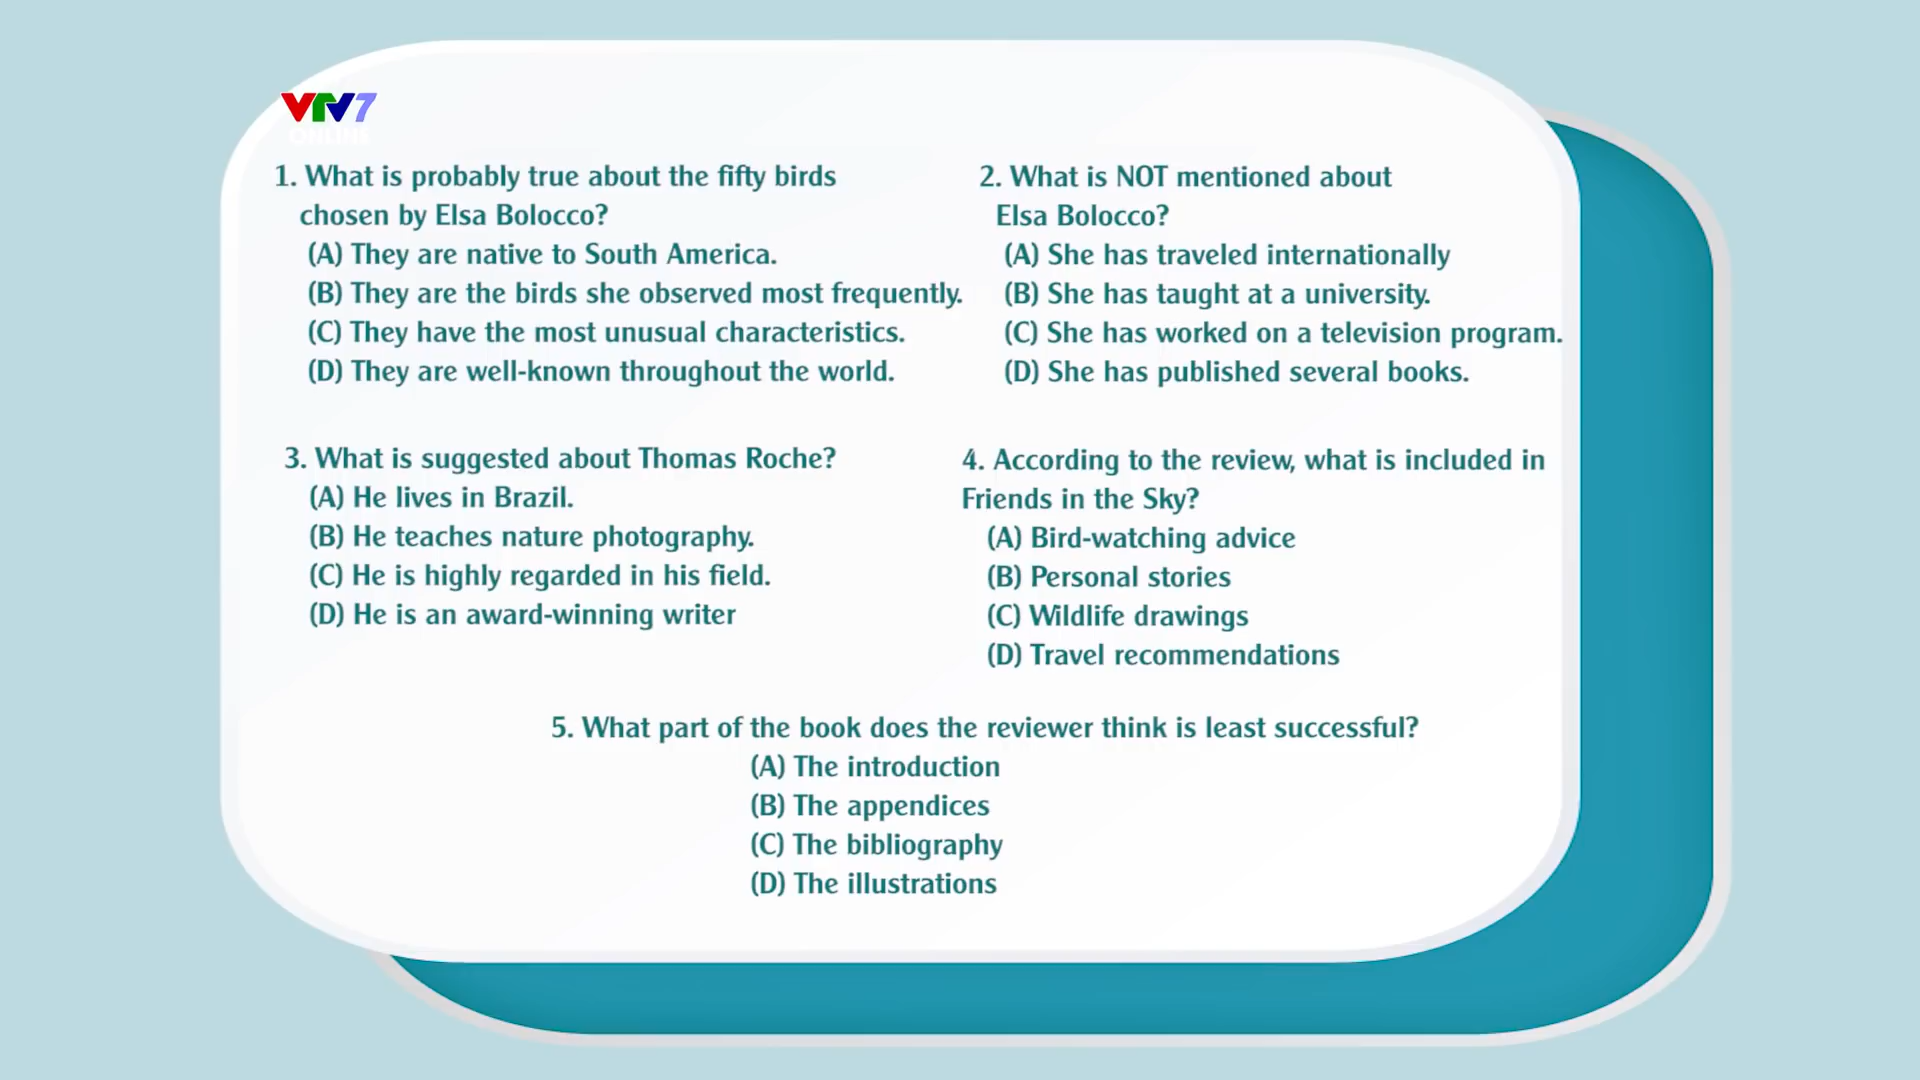 VTV7
ONLINE
1. What is probably true about the fifty birds
chosen by Elsa Bolocco?
(A) They are native to South America.
(B) They are the birds she observed most frequently.
(C) They have the most unusual characteristics.
(D) They are well-known throughout the world.
2. What is NOT mentioned about
Elsa Bolocco?
(A) She has traveled internationally
(B) She has taught at a university.
(C) She has worked on a television program.
(D) She has published several books.
3. What is suggested about Thomas Roche?
(A) He lives in Brazil.
(B) He teaches nature photography.
(C) He is highly regarded in his field.
(D) He is an award-winning writer
4. According to the review, what is included in
Friends in the Sky?
(A) Bird-watching advice
(B) Personal stories
(C) Wildlife drawings
(D) Travel recommendations
5. What part of the book does the reviewer think is least successful?
(A) The introduction
(B) The appendices
(C) The bibliography
(D) The illustrations